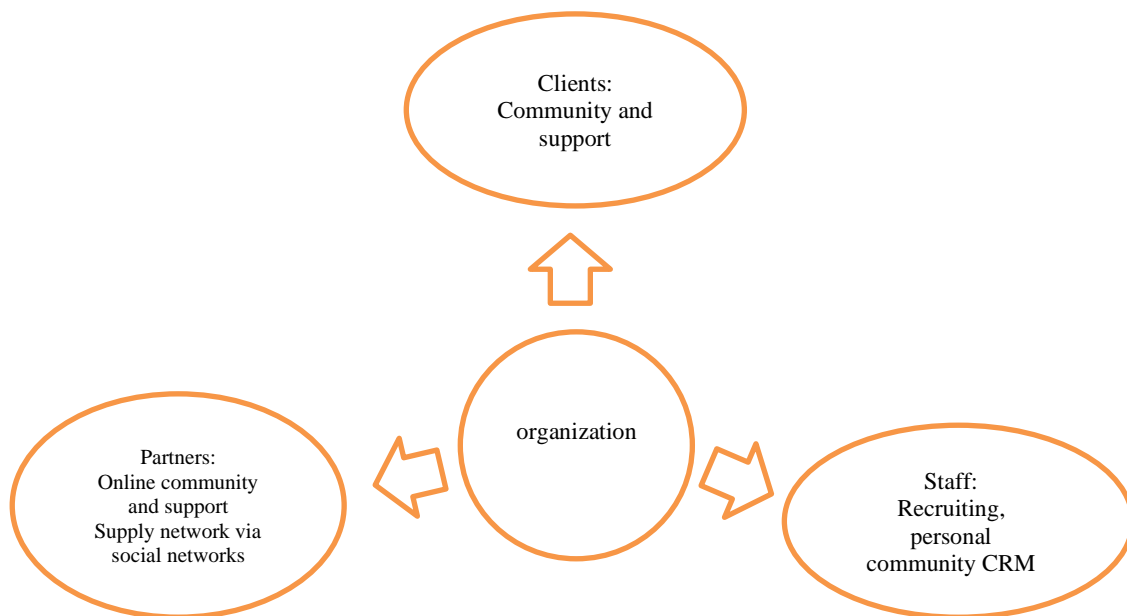 Clients:
Community and
support
organization
Partners:
Online community
and support
Supply network via
social networks
Staff:
Recruiting,
personal
community CRM